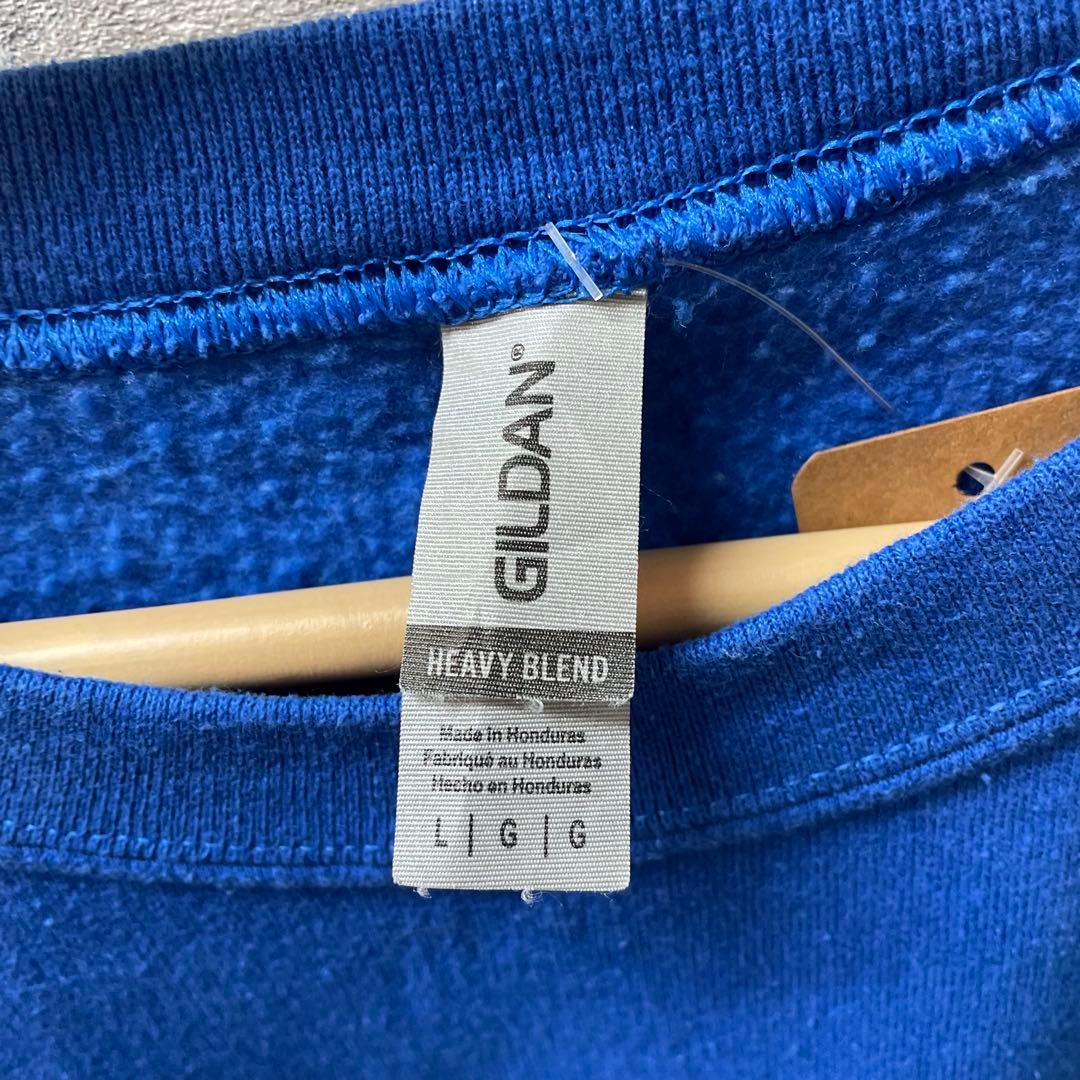 GILDAN®
HEAVY BLEND
Made in Honduras
Fabriqué au Honduras
Hecho en Honduras
L | G | G